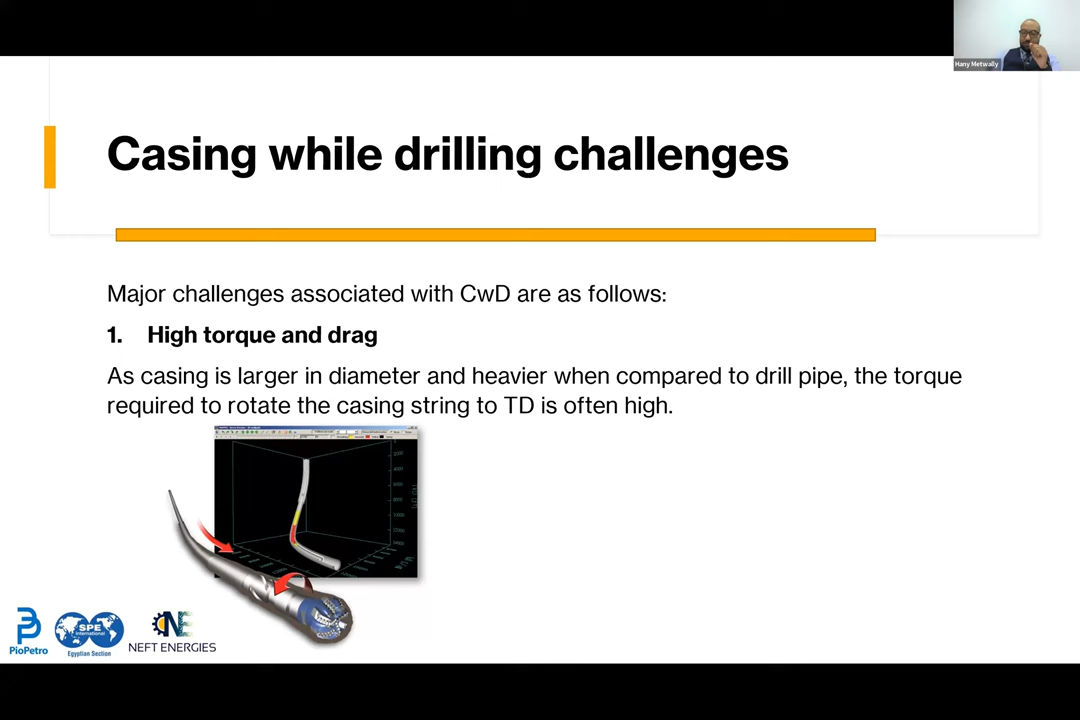 Hany Metwally
Casing while drilling challenges
Major challenges associated with CwD are as follows:
1. High torque and drag
As casing is larger in diameter and heavier when compared to drill pipe, the torque
required to rotate the casing string to TD is often high.
PioPetro
SPE
International
Egyptian Section
NE
NEFT ENERGIES